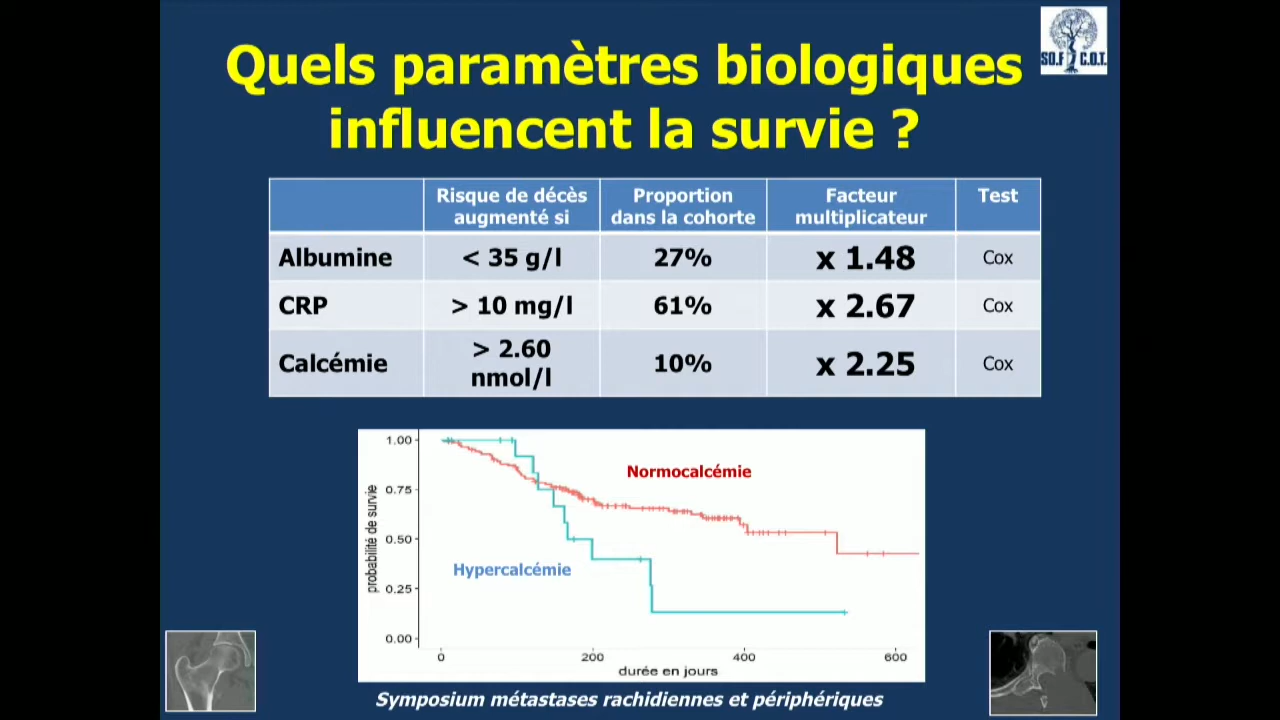 Quels paramètres biologiques
influencent la survie ?
SO.F C.O.T.
Risque de décès
augmenté si
Proportion
dans la cohorte
Facteur
multiplicateur
Test
Albumine
< 35 g/l
27%
x 1.48
Cox
CRP
> 10 mg/l
61%
x 2.67
Cox
Calcémie
> 2.60
nmol/l
10%
x 2.25
Cox
probabilité de survie
1.00
0.75
0.50
0.25
0.00
Normocalcémie
Hypercalcémie
0
200
400
600
durée en jours
Symposium métastases rachidiennes et périphériques